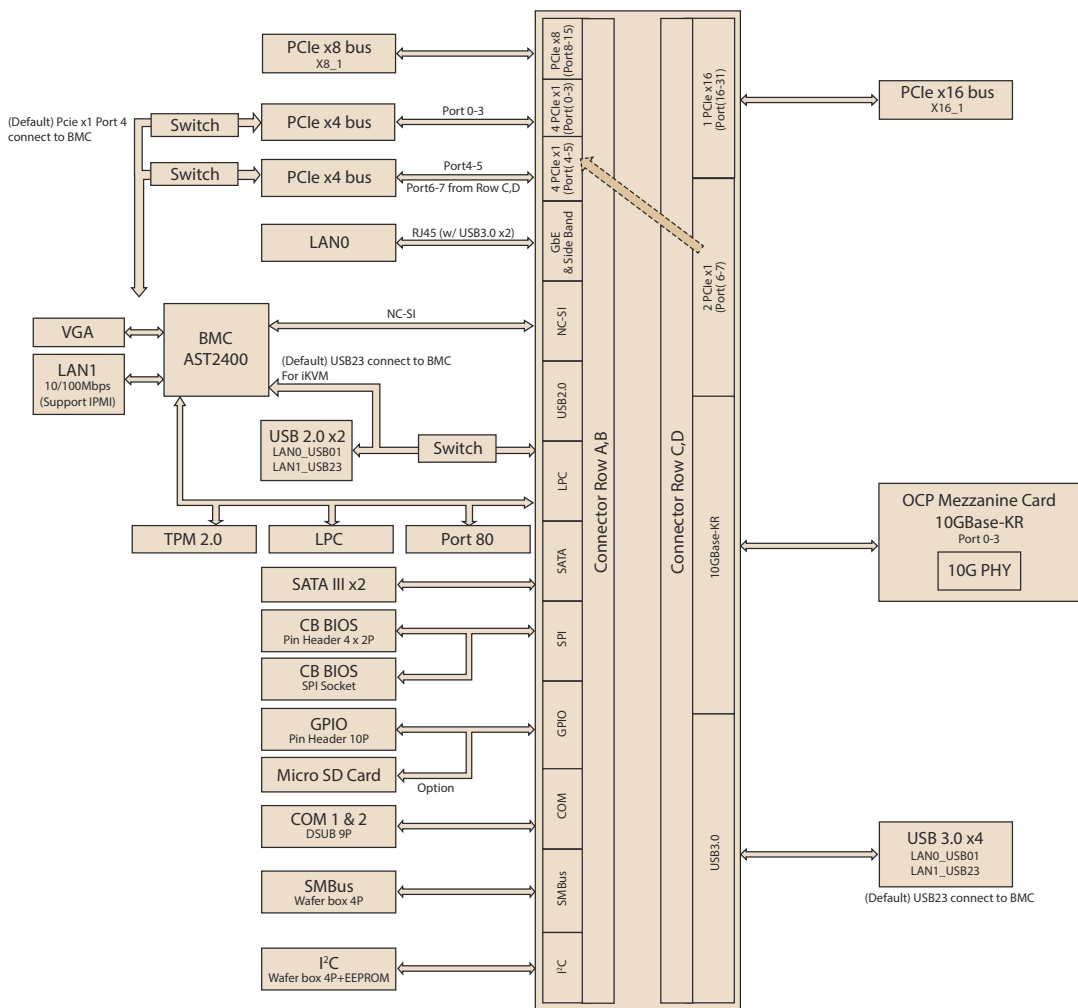 PCIe x8 bus
X8_1
(Default) Pcie x1 Port 4
connect to BMC
Switch
PCIe x4 bus
Port 0-3
Switch
PCIe x4 bus
Port4-5
Port6-7 from Row C,D
LAN0
RJ45 (w/ USB3.0 x2)
VGA
LAN1
10/100Mbps
(Support IPMI)
BMC
AST2400
NC-SI
(Default) USB23 connect to BMC
For iKVM
USB 2.0 x2
LAN0_USB01
LAN1_USB23
Switch
TPM 2.0
LPC
Port 80
SATA III x2
CB BIOS
Pin Header 4 x 2P
CB BIOS
SPI Socket
GPIO
Pin Header 10P
Micro SD Card
Option
COM 1 & 2
DSUB 9P
SMBus
Wafer box 4P
I²C
Wafer box 4P+EEPROM
PCIe x8
(Port8-15)
4 PCIe x1
(Port( 0-3)
4 PCIe x1
(Port( 4-5)
GbE
& Side Band
NC-SI
USB2.0
LPC
SATA
SPI
GPIO
COM
SMBus
I²C
Connector Row A,B
Connector Row C,D
1 PCIe x16
(Port(16-31)
2 PCIe x1
(Port( 6-7)
10GBase-KR
USB3.0
PCIe x16 bus
X16_1
OCP Mezzanine Card
10GBase-KR
Port 0-3
10G PHY
USB 3.0 x4
LAN0_USB01
LAN1_USB23
(Default) USB23 connect to BMC